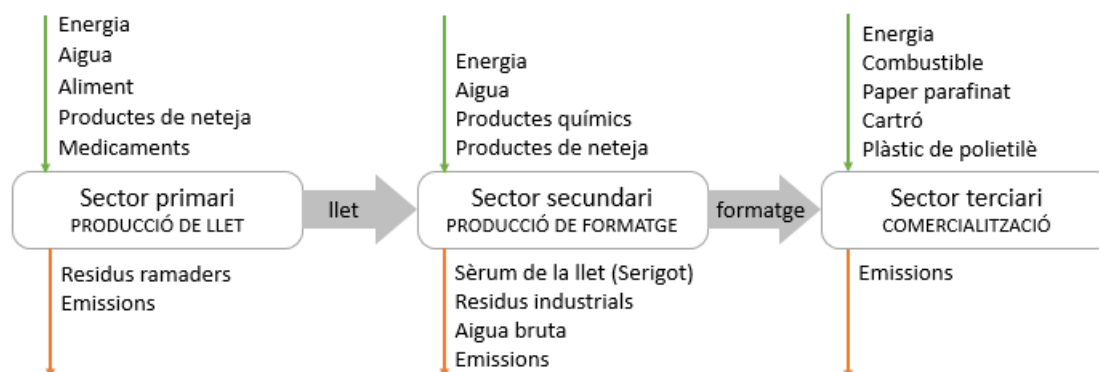 Energia
Aigua
Aliment
Productes de neteja
Medicaments
Energia
Aigua
Productes químics
Productes de neteja
Energia
Combustible
Paper parafinat
Cartró
Plàstic de polietilè
Sector primari
PRODUCCIÓ DE LLET
llet
Sector secundari
PRODUCCIÓ DE FORMATGE
formatge
Sector terciari
COMERCIALITZACIÓ
Residus ramaders
Emissions
Sèrum de la llet (Serigot)
Residus industrials
Aigua bruta
Emissions
Emissions